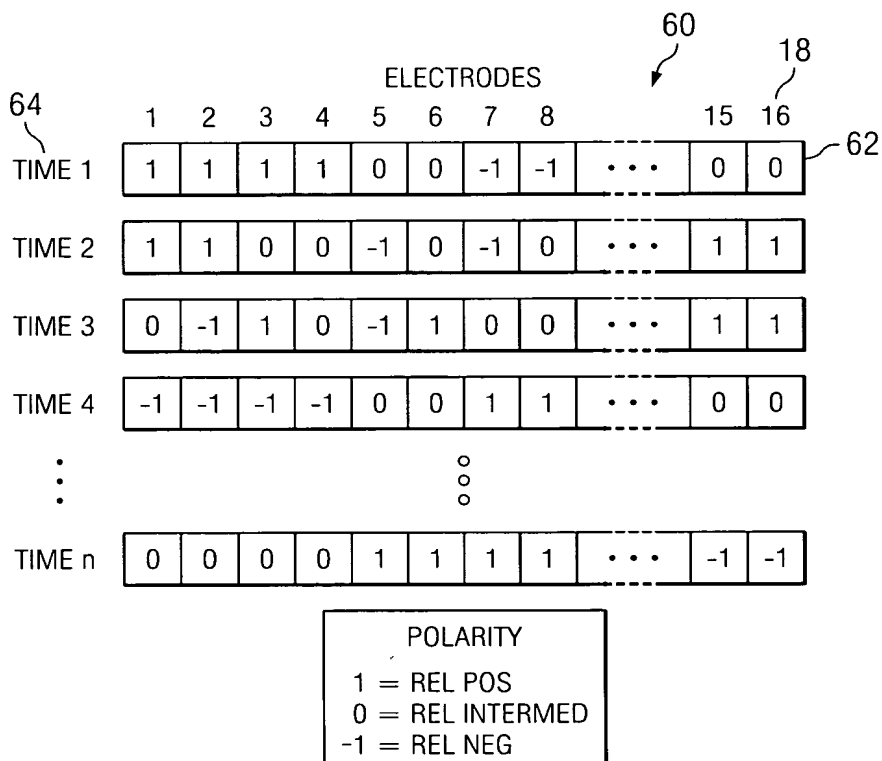 60
ELECTRODES
18
64
1 2 3 4 5 6 7 8 15 16
TIME 1 1 1 1 1 0 0 -1 -1 • • • 0 0 62
TIME 2 1 1 0 0 -1 0 -1 0 • • • 1 1
TIME 3 0 -1 1 0 -1 1 0 0 • • • 1 1
TIME 4 -1 -1 -1 -1 0 0 1 1 • • • 0 0
TIME n 0 0 0 0 1 1 1 1 • • • -1 -1
POLARITY
1 = REL POS
0 = REL INTERMED
-1 = REL NEG